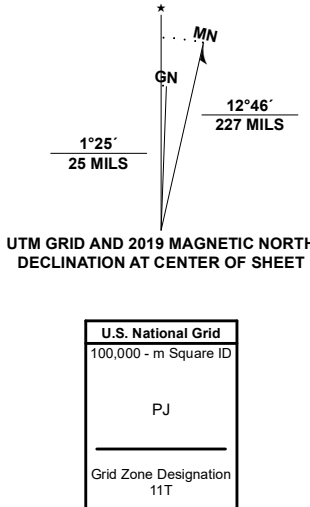 ★
MN
GN
1°25´
25 MILS
12°46´
227 MILS
UTM GRID AND 2019 MAGNETIC NORTH
DECLINATION AT CENTER OF SHEET
U.S. National Grid
100,000 - m Square ID
PJ
Grid Zone Designation
11T